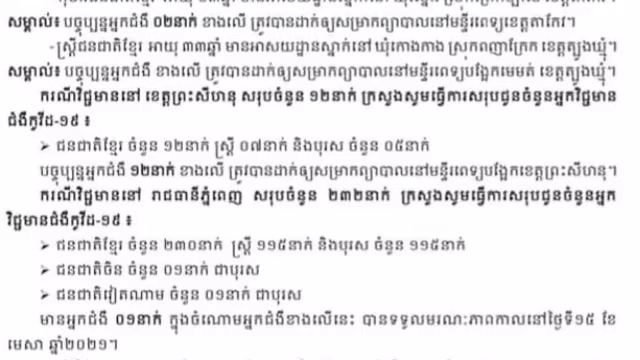 សម្គាល់៖ បច្ចុប្បន្នអ្នកជំងឺ ០២នាក់ ខាងលើ ត្រូវបានដាក់ឲ្យសម្រាកព្យាបាលនៅមន្ទីរពេទ្យខេត្តតាកែវ។
-ស្ត្រីជនជាតិខ្មែរ អាយុ ៣៣ឆ្នាំ មានអាសយដ្ឋានស្នាក់នៅ ឃុំកោងកាង ស្រុកពញាក្រែក ខេត្តត្បូងឃ្មុំ។
សម្គាល់៖ បច្ចុប្បន្នអ្នកជំងឺ ខាងលើ ត្រូវបានដាក់ឲ្យសម្រាកព្យាបាលនៅមន្ទីរពេទ្យបង្អែកមេមត់ ខេត្តត្បូងឃ្មុំ។
ករណីវិជ្ជមាននៅ ខេត្តព្រះសីហនុ សរុបចំនួន ១២នាក់ ក្រសួងសូមធ្វើការសរុបជូនចំនួនអ្នកវិជ្ជមាន
ជំងឺកូវីដ-១៩ ៖
➢ ជនជាតិខ្មែរ ចំនួន ១២នាក់ ស្ត្រី ០៧នាក់ និងបុរស ចំនួន ០៥នាក់
បច្ចុប្បន្នអ្នកជំងឺ ១២នាក់ ខាងលើ ត្រូវបានដាក់ឲ្យសម្រាកព្យាបាលនៅមន្ទីរពេទ្យបង្អែកខេត្តព្រះសីហនុ។
ករណីវិជ្ជមាននៅ រាជធានីភ្នំពេញ សរុបចំនួន ២៣២នាក់ ក្រសួងសូមធ្វើការសរុបជូនចំនួនអ្នក
វិជ្ជមានជំងឺកូវីដ-១៩ ៖
➢ ជនជាតិខ្មែរ ចំនួន ២៣០នាក់ ស្ត្រី ១១៥នាក់ និងបុរស ចំនួន ១១៥នាក់
➢ ជនជាតិចិន ចំនួន ០១នាក់ ជាបុរស
➢ ជនជាតិវៀតណាម ចំនួន ០១នាក់ ជាបុរស
មានអ្នកជំងឺ ០១នាក់ ក្នុងចំណោមអ្នកជំងឺខាងលើនេះ បានទទួលមរណ:ភាពកាលនៅថ្ងៃទី១៥ ខែ
មេសា ឆ្នាំ២០២១។